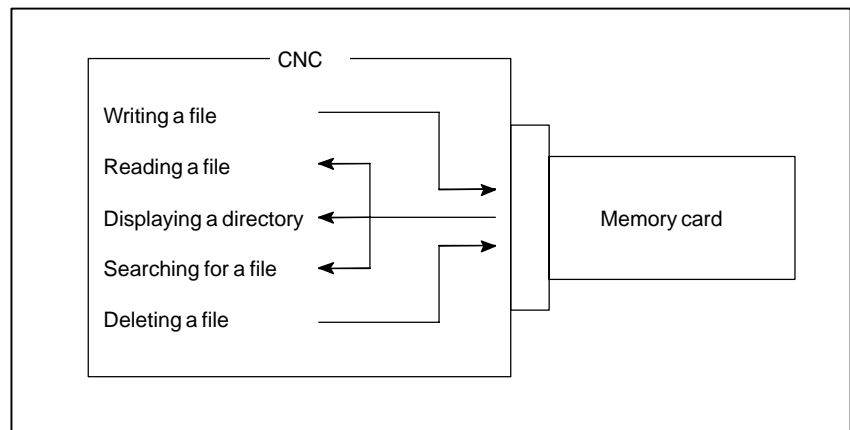 CNC
Writing a file
Reading a file
Displaying a directory
Memory card
Searching for a file
Deleting a file